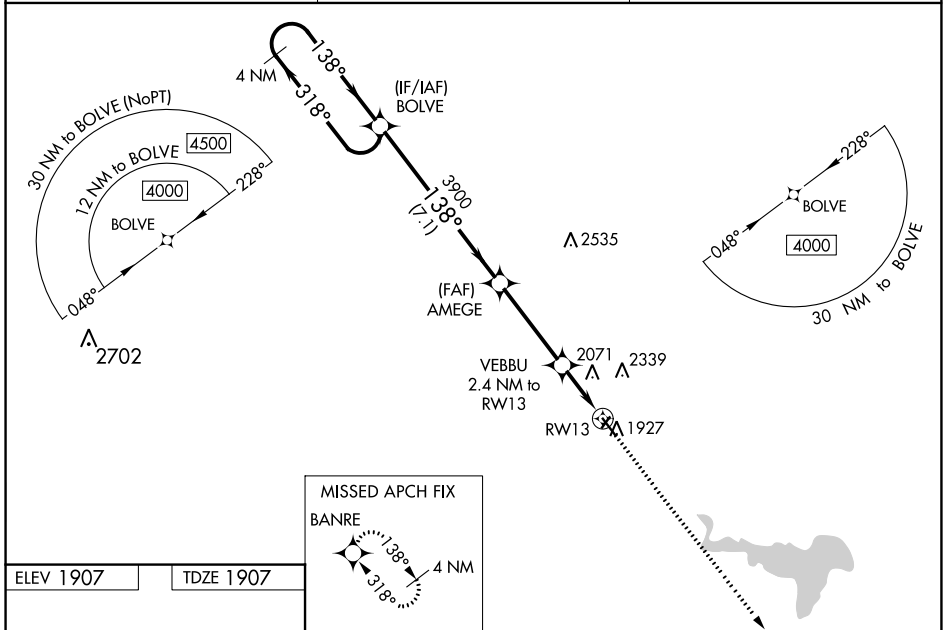 138°
4 NM
318°
(IF/IAF)
BOLVE
30 NM to BOLVE (NoPT)
12 NM to BOLVE
4500
4000
228°
BOLVE
048°
2702
3900
138°
(7.1)
2535
228°
BOLVE
048°
4000
30 NM to BOLVE
(FAF)
AMEGE
VEBBU
2.4 NM to
RW13
2071
2339
RW13
1927
MISSED APCH FIX
BANRE
138°
4 NM
318°
ELEV 1907
TDZE 1907